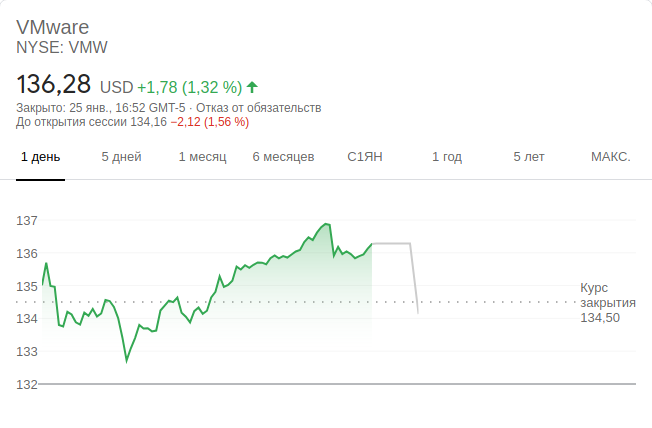 VMware
NYSE: VMW
136,28 USD +1,78 (1,32 %)
Закрыто: 25 янв., 16:52 GMT-5 · Отказ от обязательств
До открытия сессии 134,16 −2,12 (1,56 %)
1 день 5 дней 1 месяц 6 месяцев С1ЯН 1 год 5 лет МАКС.
137
136
135
134
133
132
Курс
закрытия
134,50